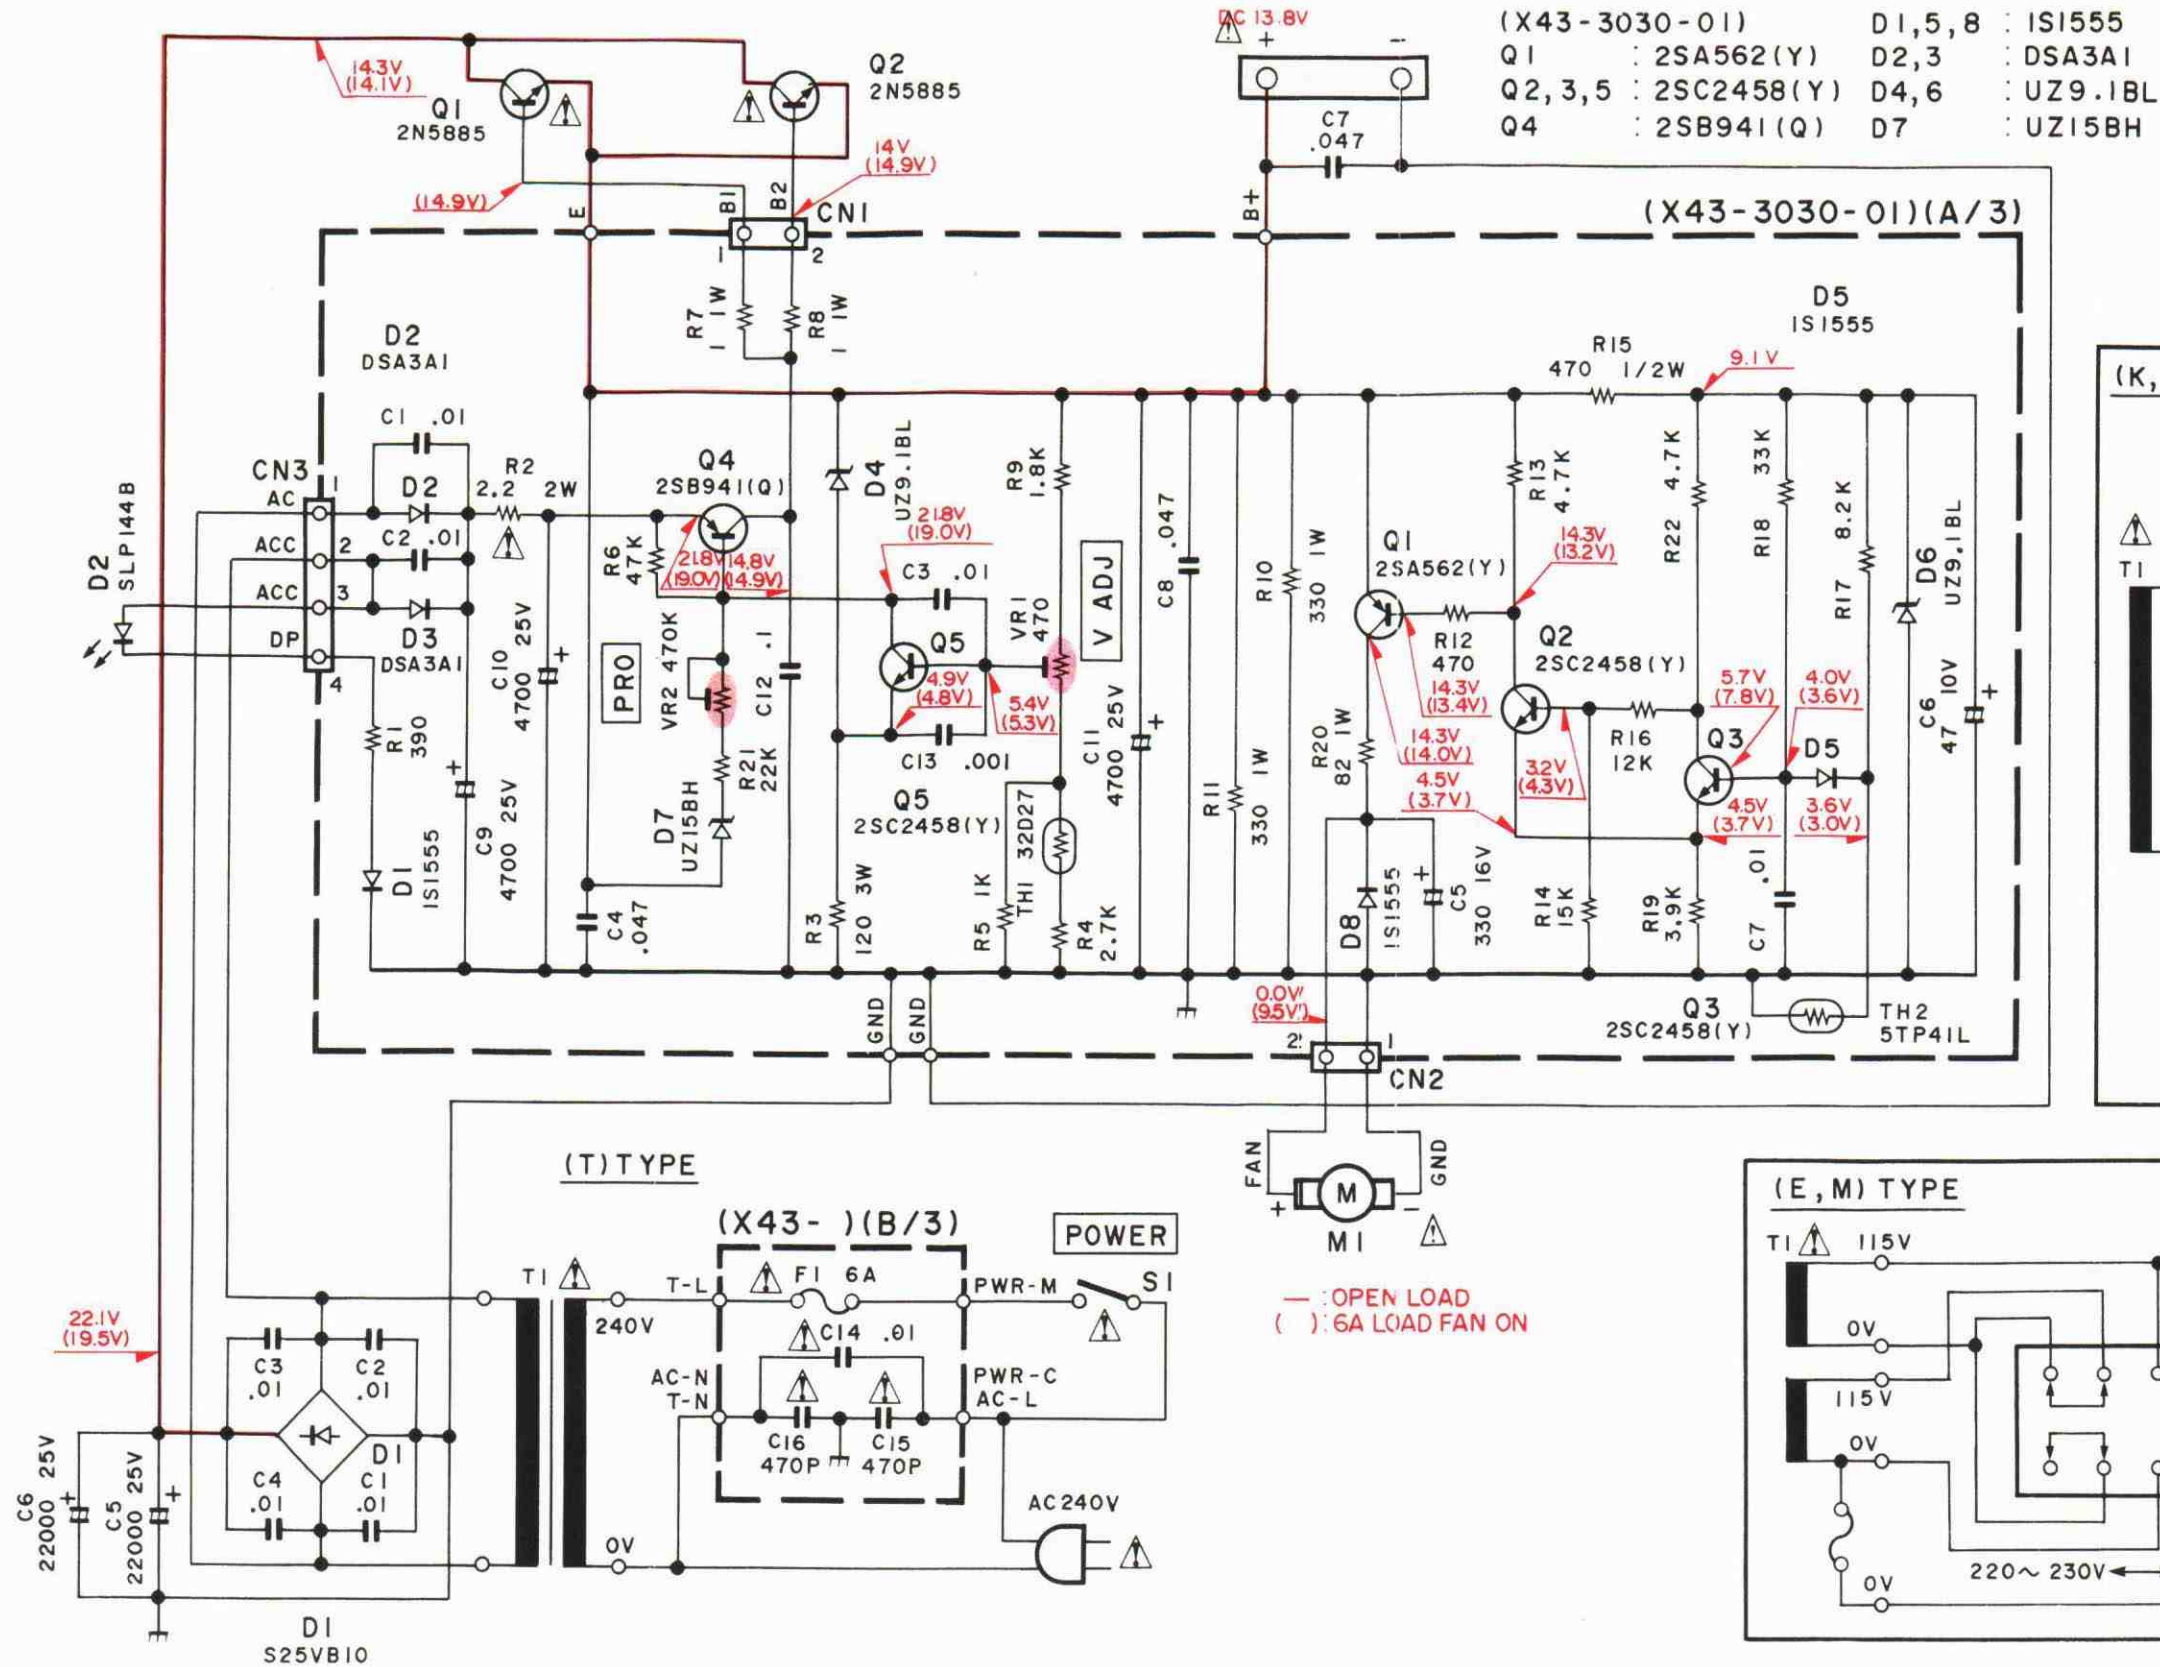 DC 13.8V
+ -
(X43-3030-01)
Q1 : 2SA562(Y)
Q2,3,5 : 2SC2458(Y)
Q4 : 2SB941(Q)
D1,5,8 : 1S1555
D2,3 : DSA3A1
D4,6 : UZ9.1BL
D7 : UZ15BH
14.3V
(14.1V)
Q1
2N5885
Q2
2N5885
14V
(14.9V)
(14.9V)
E
B1
B2
CN1
1
2
C7
.047
B+
(X43-3030-01)(A/3)
R7 1 1W
R8 1 1W
D2
DSA3A1
C1 .01
CN3
AC
1
ACC
2
ACC
3
DP
4
D2
SLP144B
D2
C2 .01
D3
DSA3A1
R2
2.2 2W
R1
390
D1
1S1555
C9
4700 25V
C10
4700 25V
Q4
2SB941(Q)
R6
47K
21.8V
(19.0V)
14.8V
(14.9V)
PRO
VR2 470K
R21
22K
D7
UZ15BH
C4
.047
C12 .1
D4
UZ9.1BL
21.8V
(19.0V)
C3 .01
Q5
4.9V
(4.8V)
5.4V
(5.3V)
C13 .001
Q5
2SC2458(Y)
R3
120 3W
R9
1.8K
VR1
470
V ADJ
TH1 32D27
R5 1K
R4
2.7K
C11
4700 25V
C8 .047
R11
330 1W
R10
330 1W
D5
1S1555
R15
470 1/2W
9.1V
Q1
2SA562(Y)
R13
4.7K
14.3V
(13.2V)
R12
470
14.3V
(13.4V)
14.3V
(14.0V)
4.5V
(3.7V)
R20
82 1W
Q2
2SC2458(Y)
3.2V
(4.3V)
R16
12K
R22 4.7K
R18 33K
R17 8.2K
D6
UZ9.1BL
C6
47 10V
5.7V
(7.8V)
4.0V
(3.6V)
Q3
D5
4.5V
(3.7V)
3.6V
(3.0V)
D8
1S1555
C5
330 16V
R14
15K
R19
3.9K
C7 .01
Q3
2SC2458(Y)
TH2
5TP41L
GND
GND
0.0V
(9.5V)
2
1
CN2
FAN
GND
+
M
-
M1
— : OPEN LOAD
( ) : 6A LOAD FAN ON
(T)TYPE
(X43- )(B/3)
POWER
T1
240V
0V
T-L
F1 6A
PWR-M
S1
C14 .01
AC-N
T-N
PWR-C
AC-L
C16
470P
C15
470P
AC240V
22.1V
(19.5V)
C3
.01
C2
.01
C4
.01
C1
.01
D1
C6
22000 25V
C5
22000 25V
D1
S25VB10
(K,
T1
(E,M) TYPE
T1
115V
0V
115V
0V
220~230V
0V